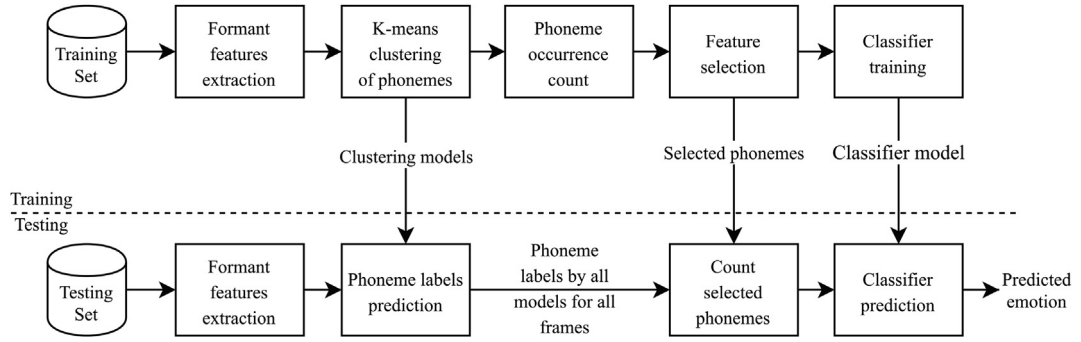 Training
Set
Formant
features
extraction
K-means
clustering
of phonemes
Phoneme
occurrence
count
Feature
selection
Classifier
training
Clustering models
Selected phonemes
Classifier model
Training
Testing
Testing
Set
Formant
features
extraction
Phoneme labels
prediction
Phoneme
labels by all
models for all
frames
Count
selected
phonemes
Classifier
prediction
Predicted
emotion